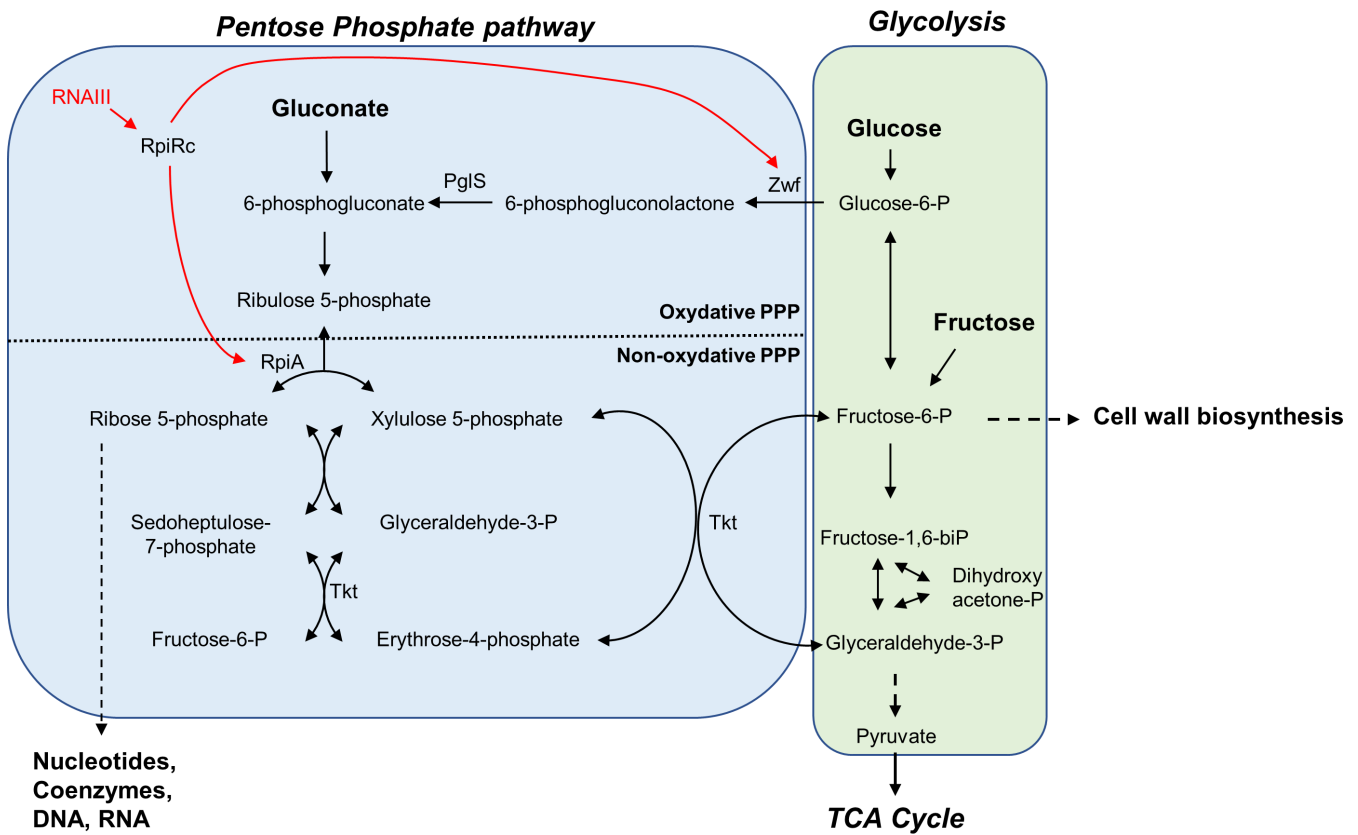 Pentose Phosphate pathway
Glycolysis
RNAIII
RpiRc
Gluconate
Glucose
PglS
Zwf
6-phosphogluconate
6-phosphogluconolactone
Glucose-6-P
Ribulose 5-phosphate
Oxydative PPP
Fructose
Non-oxydative PPP
RpiA
Ribose 5-phosphate
Xylulose 5-phosphate
Fructose-6-P
Cell wall biosynthesis
Sedoheptulose-
7-phosphate
Glyceraldehyde-3-P
Tkt
Fructose-1,6-biP
Dihydroxy
acetone-P
Tkt
Fructose-6-P
Erythrose-4-phosphate
Glyceraldehyde-3-P
Pyruvate
Nucleotides,
Coenzymes,
DNA, RNA
TCA Cycle